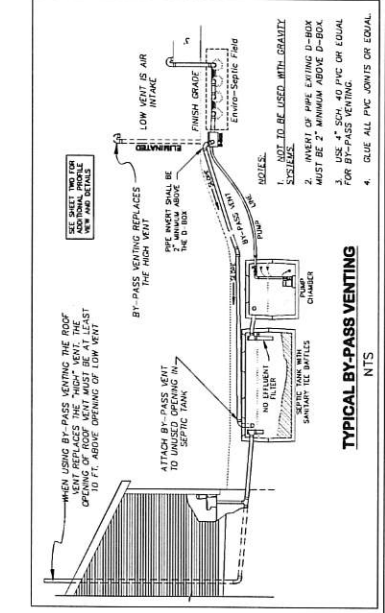 WHEN USING BY-PASS VENTING THE ROOF
VENT REPLACES THE "HIGH" VENT. THE
OPENING OF ROOF VENT MUST BE AT LEAST
10 FT. ABOVE OPENING OF LOW VENT
SEE SHEET TWO FOR
ADDITIONAL PROFILE
VIEW AND DETAILS
BY-PASS VENTING REPLACES
THE HIGH VENT
ELIMINATED
LOW VENT IS AIR
INTAKE
FINISH GRADE
Enviro-Septic Field
PIPE INVERT SHALL BE
2" MINIMUM ABOVE
THE D-BOX
ATTACH BY-PASS VENT
TO UNUSED OPENING IN
SEPTIC TANK
SLOPE
SLOPE
BY-PASS VENT
PUMP LINE
NO EFFLUENT
FILTER
SEPTIC TANK WITH
SANITARY TEE BAFFLES
PUMP
CHAMBER
NOTES:
1. NOT TO BE USED WITH GRAVITY
SYSTEMS
2. INVERT OF PIPE EXITING D-BOX
MUST BE 2" MINIMUM ABOVE D-BOX.
3. USE 4" SCH. 40 PVC OR EQUAL
FOR BY-PASS VENTING.
4. GLUE ALL PVC JOINTS OR EQUAL.
TYPICAL BY-PASS VENTING
NTS